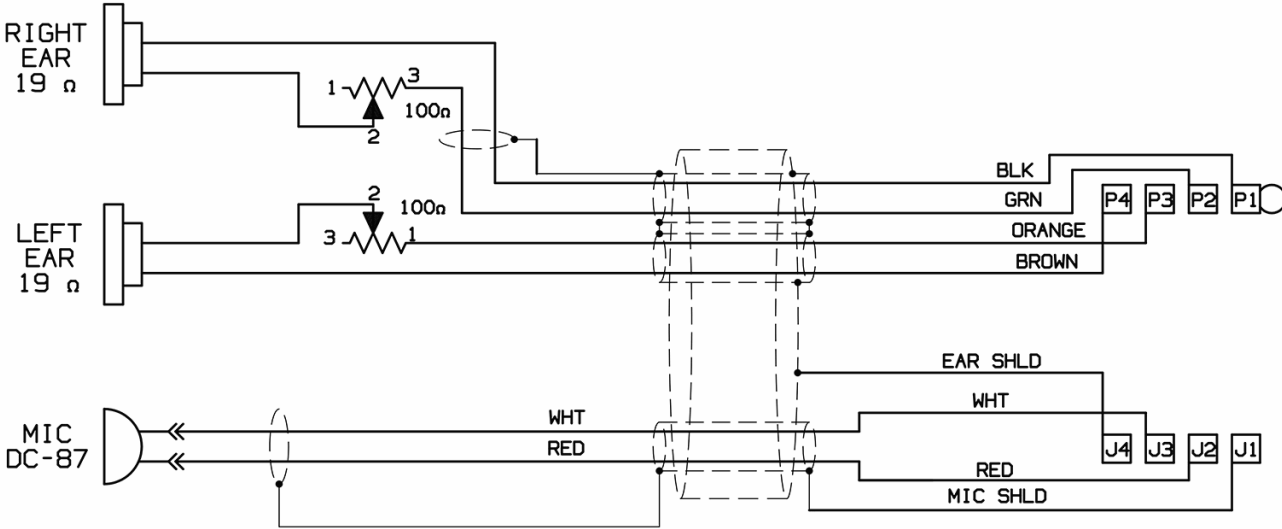 RIGHT
EAR
19 Ω
1
3
100Ω
2
BLK
GRN
P4 P3 P2 P1
LEFT
EAR
19 Ω
2
100Ω
3
1
ORANGE
BROWN
EAR SHLD
MIC
DC-87
WHT
WHT
RED
J4 J3 J2 J1
RED
MIC SHLD